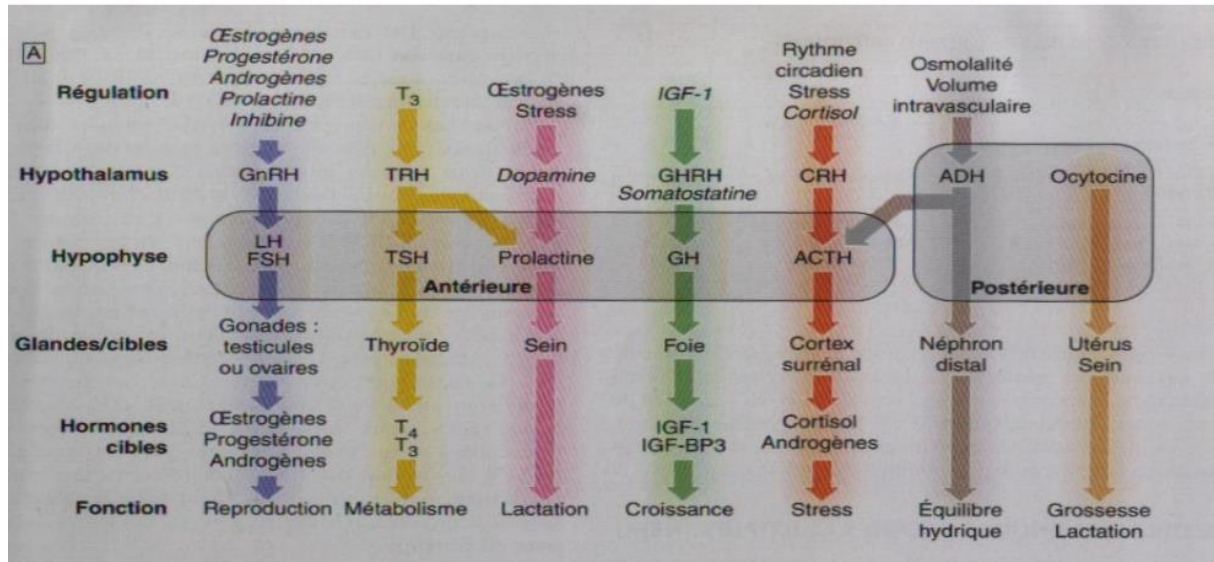 A
Régulation
Œstrogènes
Progestérone
Androgènes
Prolactine
Inhibine
T3
Œstrogènes
Stress
IGF-1
Rythme
circadien
Stress
Cortisol
Osmolalité
Volume
intravasculaire
Hypothalamus
GnRH
TRH
Dopamine
GHRH
Somatostatine
CRH
ADH
Ocytocine
Hypophyse
LH
FSH
TSH
Prolactine
GH
ACTH
Antérieure
Postérieure
Glandes/cibles
Gonades :
testicules
ou ovaires
Thyroïde
Sein
Foie
Cortex
surrénal
Néphron
distal
Utérus
Sein
Hormones
cibles
Œstrogènes
Progestérone
Androgènes
T4
T3
IGF-1
IGF-BP3
Cortisol
Androgènes
Fonction
Reproduction
Métabolisme
Lactation
Croissance
Stress
Équilibre
hydrique
Grossesse
Lactation